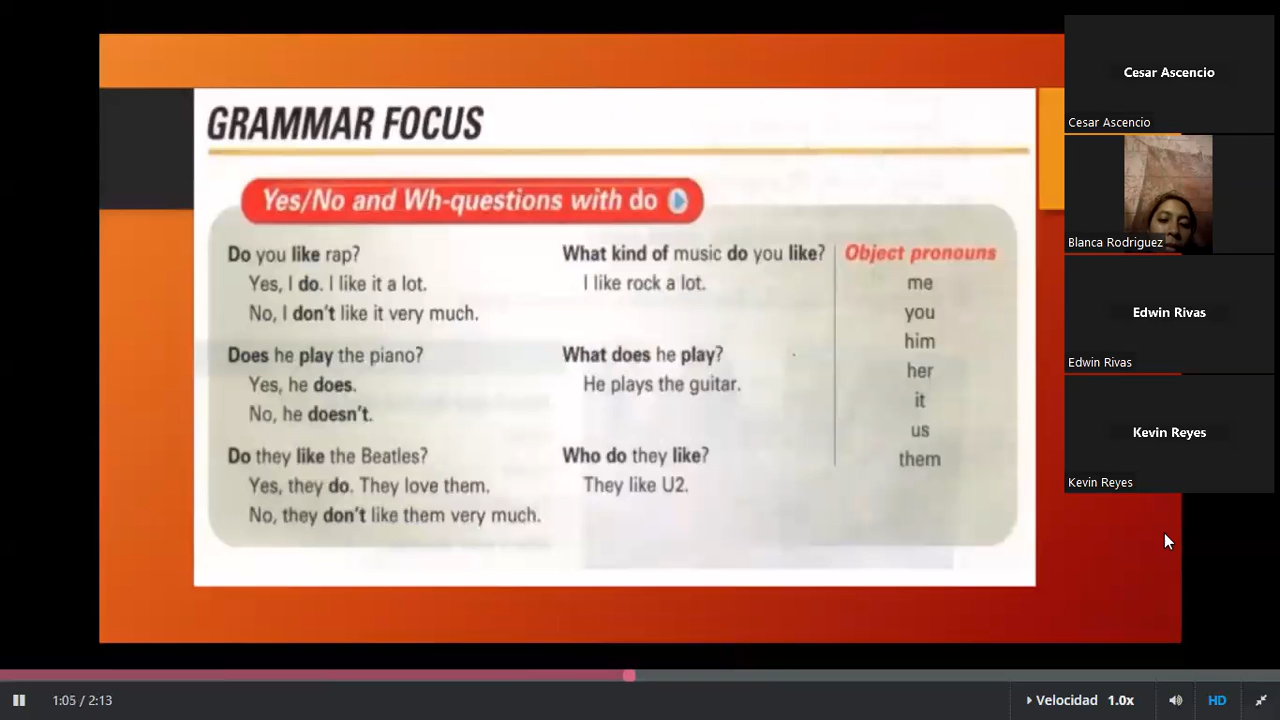 GRAMMAR FOCUS
Yes/No and Wh-questions with do
Do you like rap?
Yes, I do. I like it a lot.
No, I don't like it very much.
Does he play the piano?
Yes, he does.
No, he doesn't.
Do they like the Beatles?
Yes, they do. They love them.
No, they don't like them very much.
What kind of music do you like?
I like rock a lot.
What does he play?
He plays the guitar.
Who do they like?
They like U2.
Object pronouns
me
you
him
her
it
us
them
Cesar Ascencio
Cesar Ascencio
Blanca Rodriguez
Edwin Rivas
Edwin Rivas
Kevin Reyes
Kevin Reyes
1:05 / 2:13
Velocidad 1.0x
HD